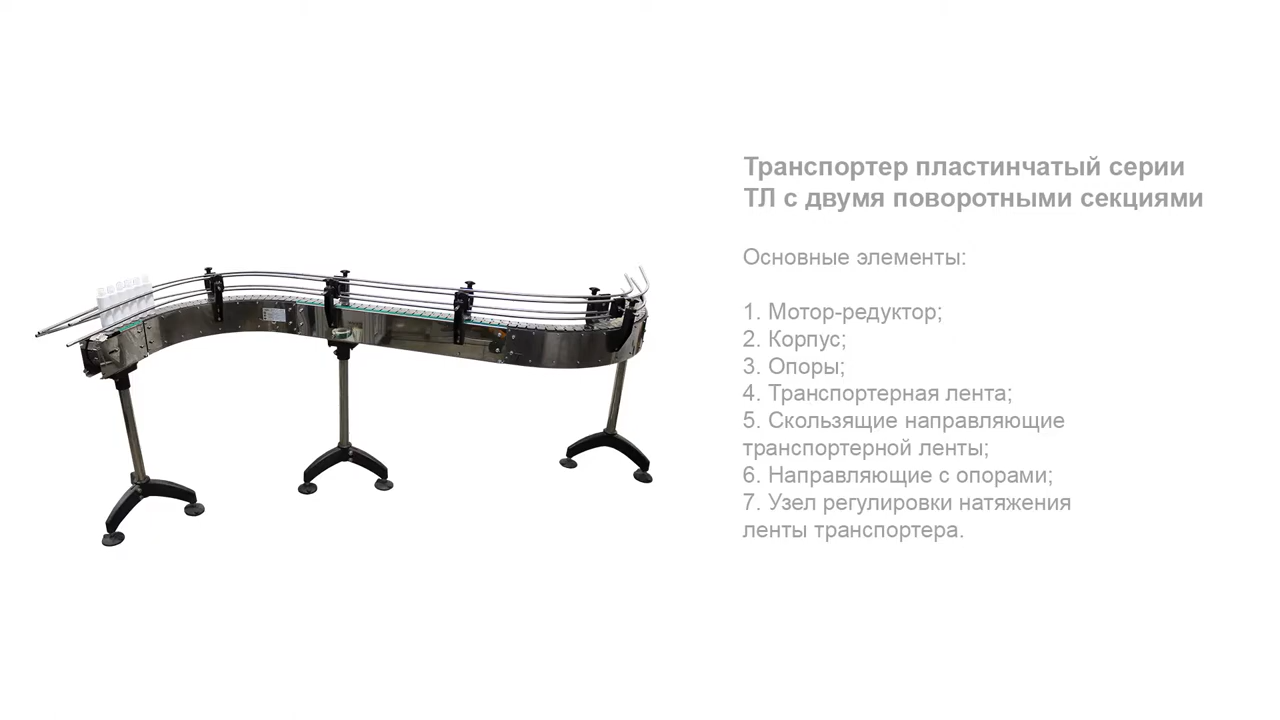 Транспортер пластинчатый серии
ТЛ с двумя поворотными секциями
Основные элементы:
1. Мотор-редуктор;
2. Корпус;
3. Опоры;
4. Транспортерная лента;
5. Скользящие направляющие
транспортерной ленты;
6. Направляющие с опорами;
7. Узел регулировки натяжения
ленты транспортера.